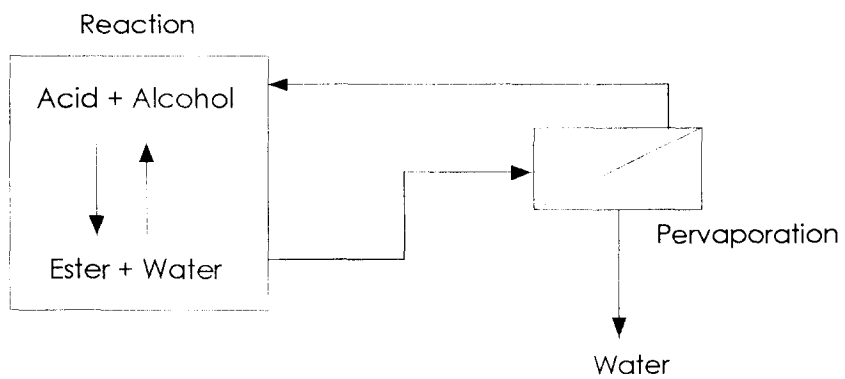 Reaction
Acid + Alcohol
Ester + Water
Pervaporation
Water